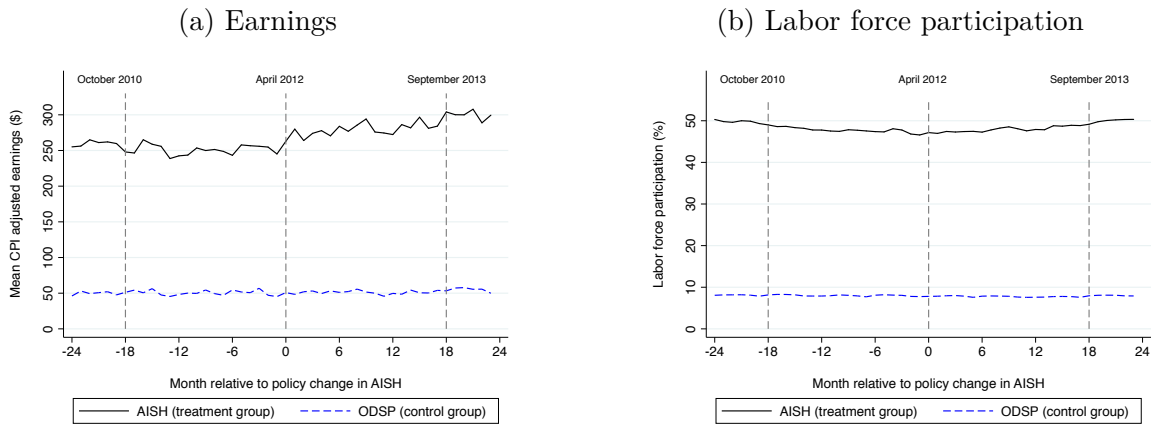 (a) Earnings
October 2010 April 2012 September 2013
Mean CPI adjusted earnings ($)
300
250
200
150
100
50
0
-24 -18 -12 -6 0 6 12 18 24
Month relative to policy change in AISH
AISH (treatment group) ODSP (control group)
(b) Labor force participation
October 2010 April 2012 September 2013
Labor force participation (%)
50
40
30
20
10
0
-24 -18 -12 -6 0 6 12 18 24
Month relative to policy change in AISH
AISH (treatment group) ODSP (control group)